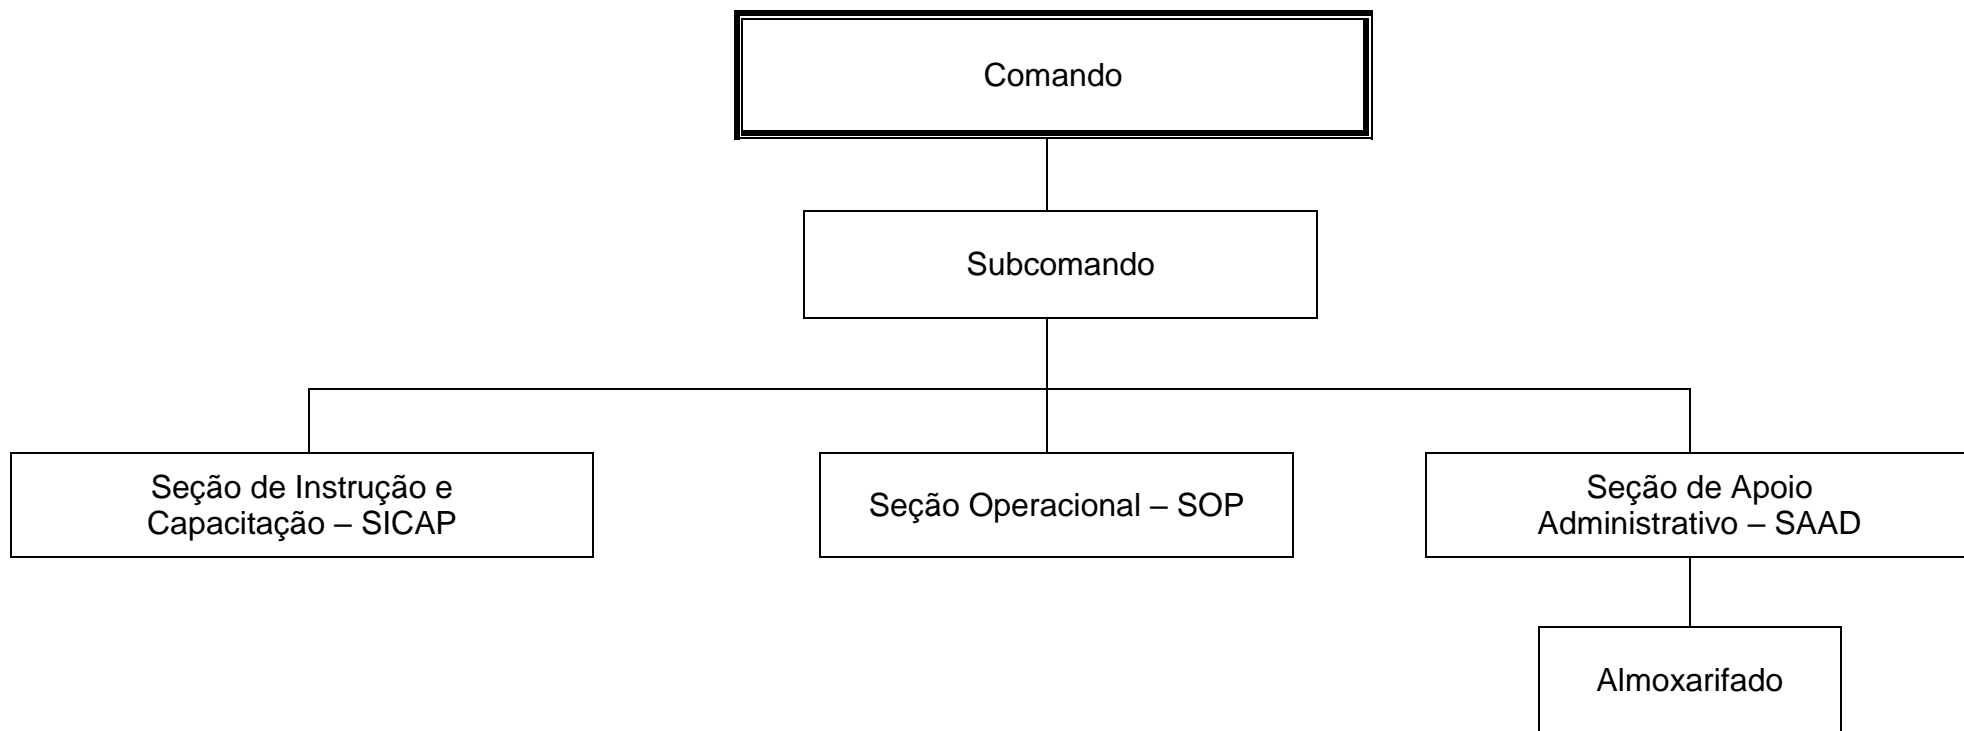 Comando
Subcomando
Seção de Instrução e
Capacitação – SICAP
Seção Operacional – SOP
Seção de Apoio
Administrativo – SAAD
Almoxarifado